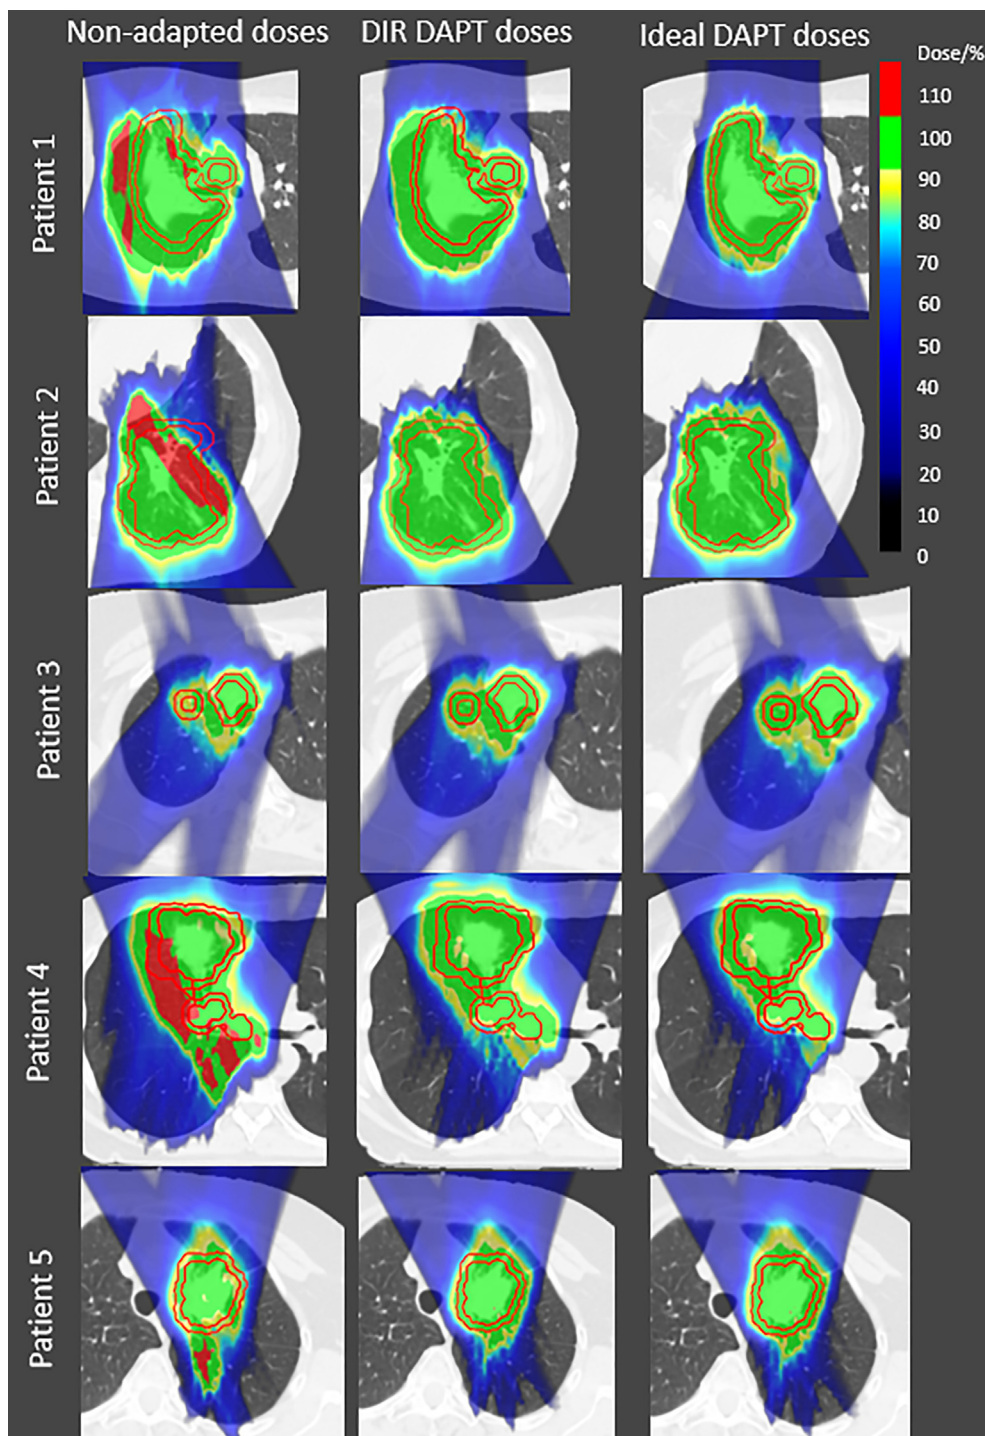 Non-adapted doses DIR DAPT doses Ideal DAPT doses
Dose/%
110
100
90
80
70
60
50
40
30
20
10
0
Patient 1
Patient 2
Patient 3
Patient 4
Patient 5